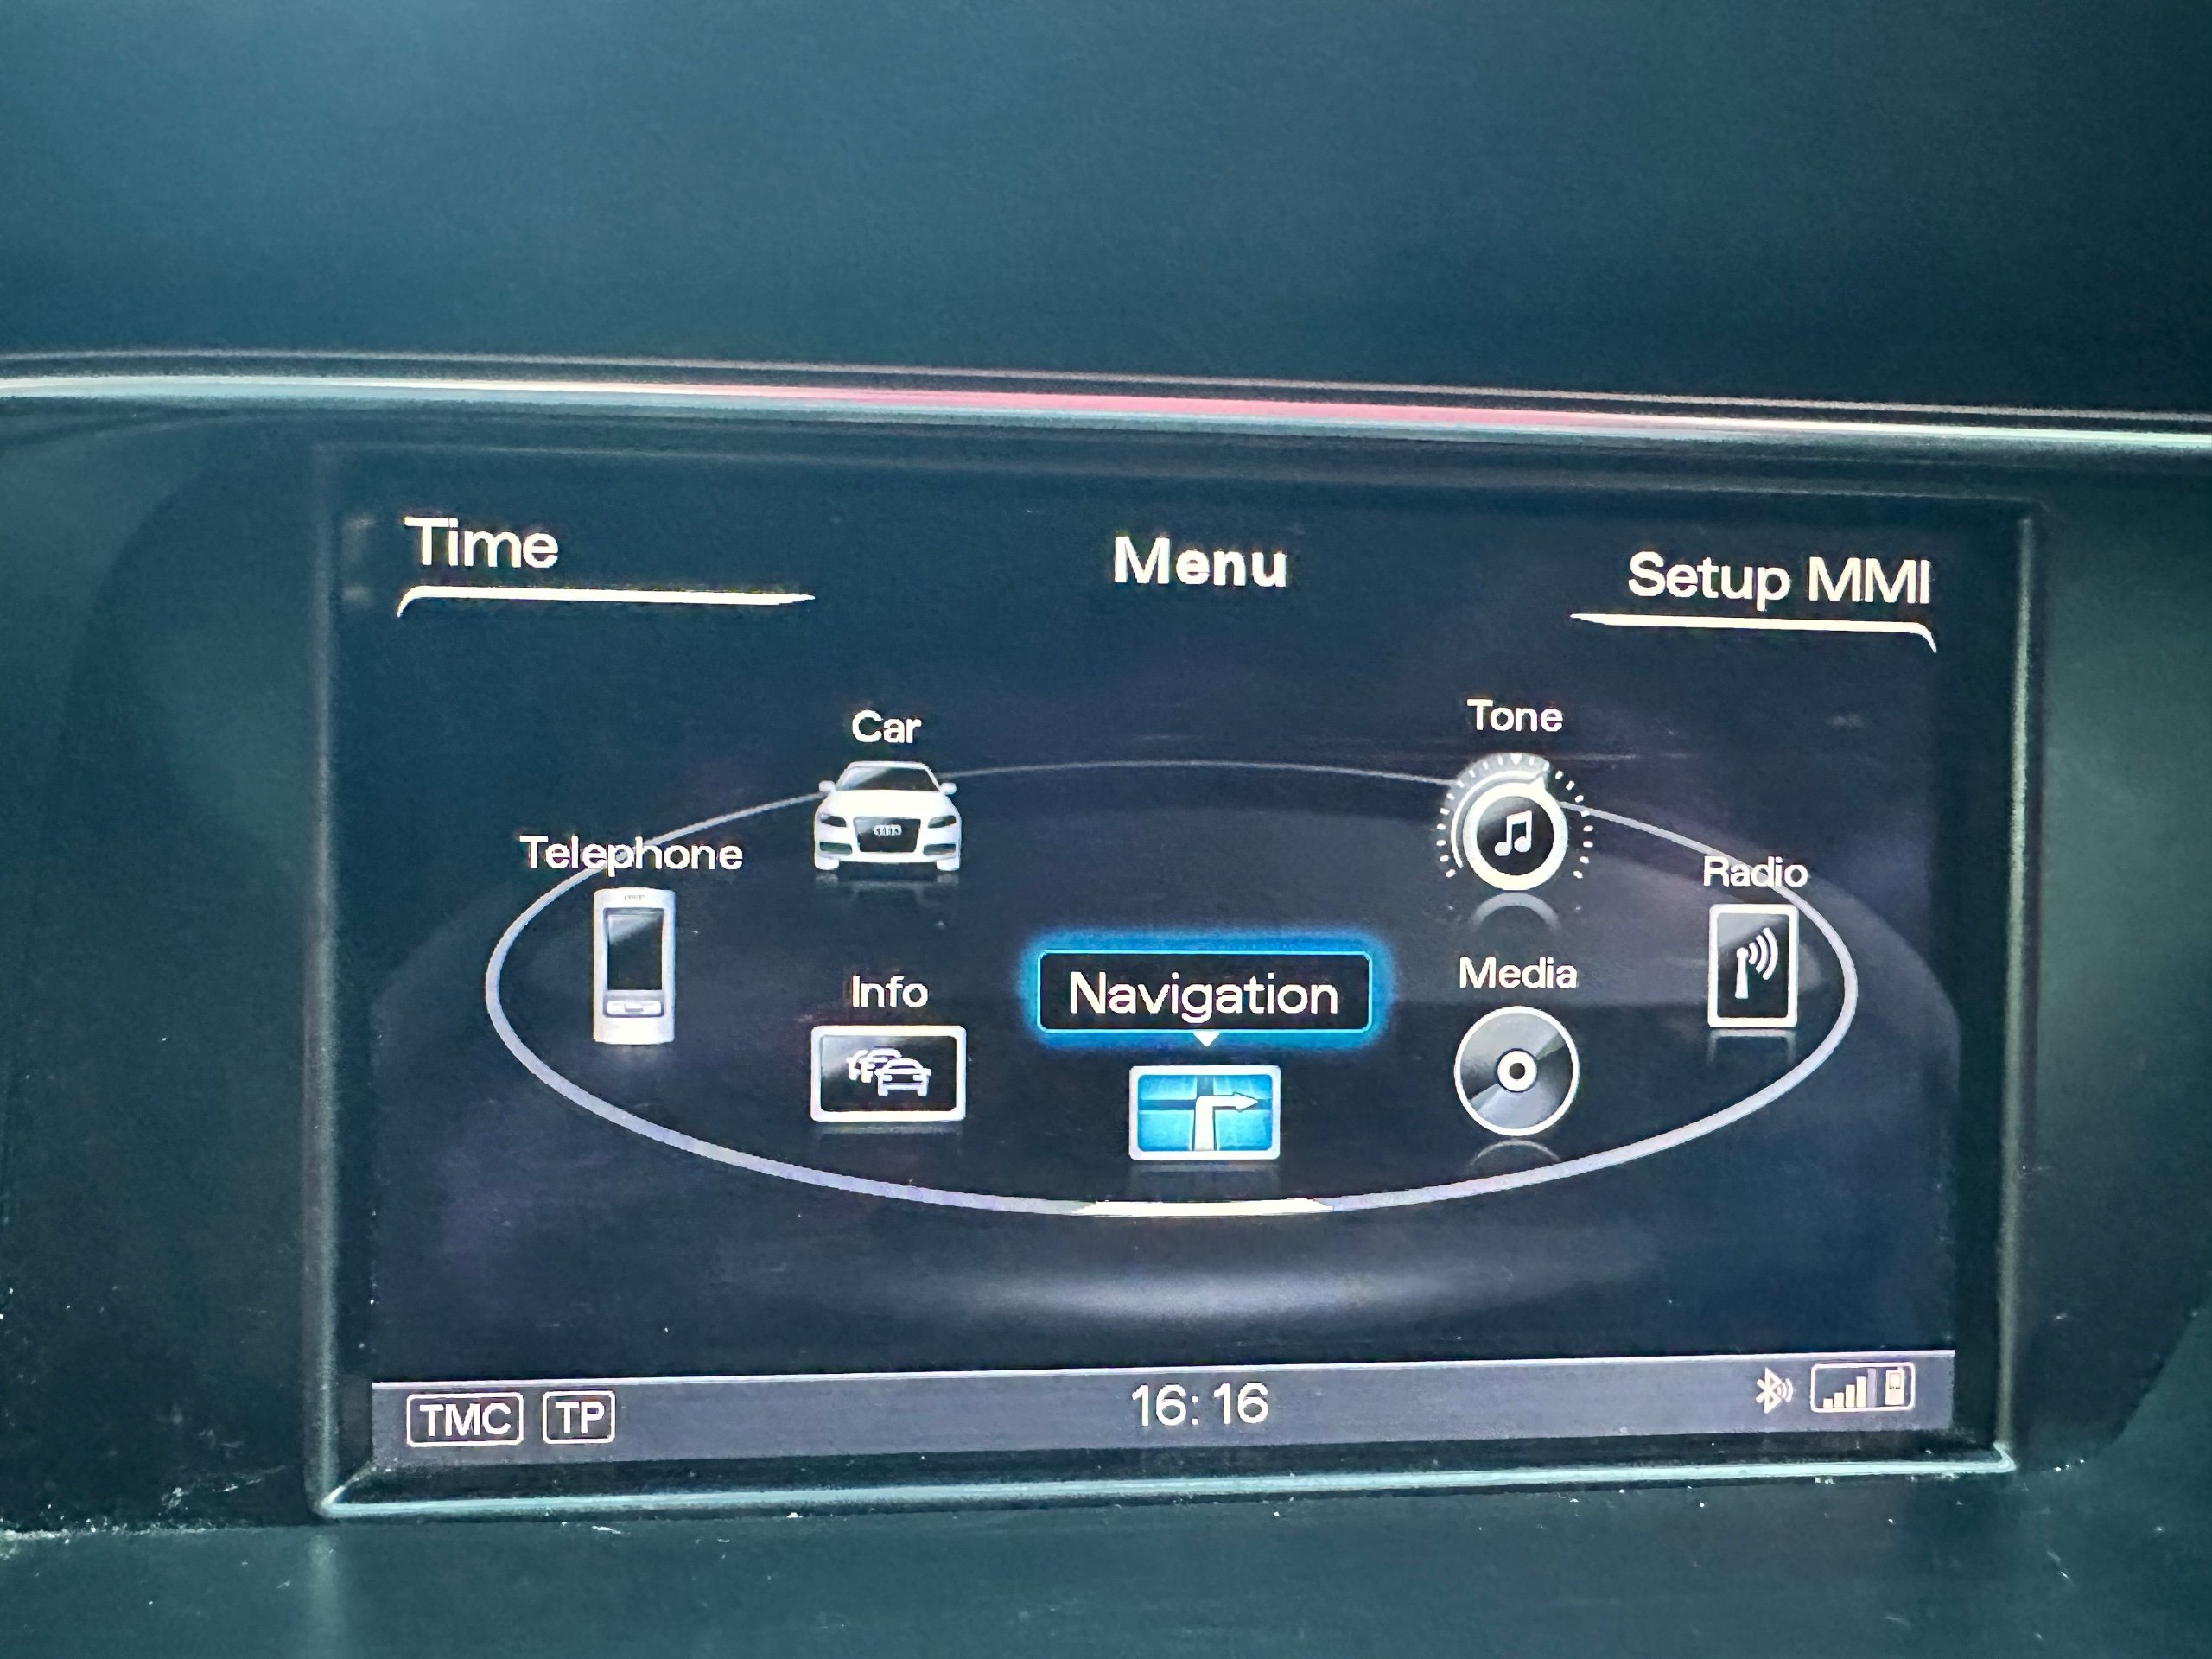 Time
Menu
Setup MMI
Car
Tone
Telephone
Radio
Info
Navigation
Media
TMC TP 16:16